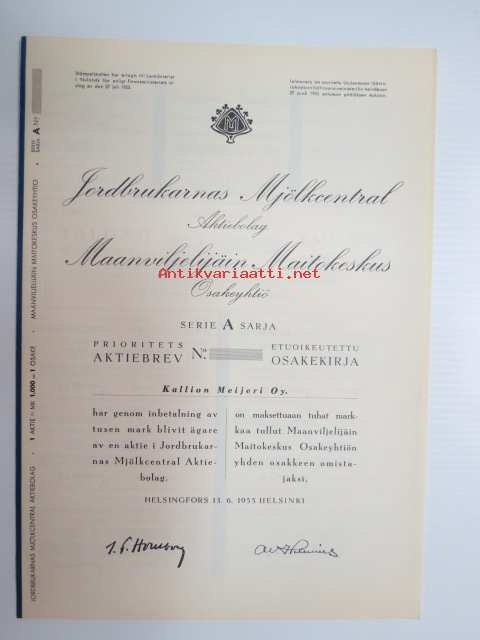 Jordbrukarnas Mjölkcentral
Aktiebolag
Maanviljelijäin Maitokeskus
Antikvariaatti.net
Osakeyhtiö
SERIE A SARJA
PRIORITETS AKTIEBREV No. ETUOIKEUTETTU OSAKEKIRJA
Kallion Meijeri Oy.
har genom inbetalning av
tusen mark blivit ägare
av en aktie i Jordbrukar-
nas Mjölkcentral Aktie-
bolag.
on maksettuaan tuhat mark-
kaa tullut Maanviljelijäin
Maitokeskus Osakeyhtiön
yhden osakkeen omista-
jaksi.
HELSINGFORS 13. 6. 1955 HELSINKI
JORDBRUKARNAS MJÖLKCENTRAL AKTIEBOLAG • 1 AKTIE = MK 1.000 = 1 OSAKE • MAANVILJELIJÄIN MAITOKESKUS OSAKEYHTIÖ • SERIE SARJA A No